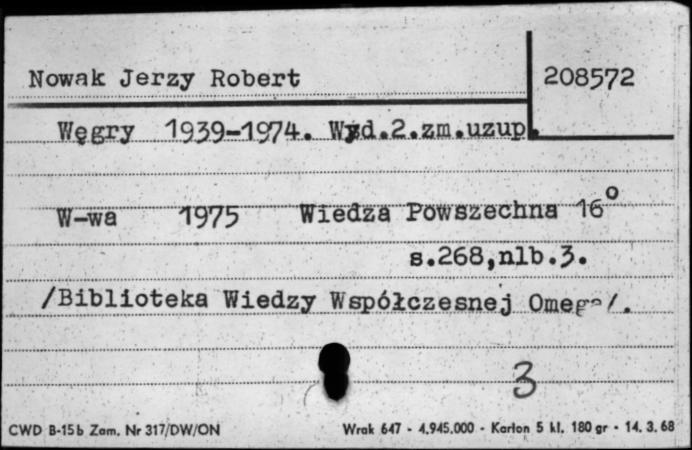 Nowak Jerzy Robert 208572
Węgry 1939-1974. Wyd.2.zm.uzup.
W-wa 1975 Wiedza Powszechna 16°
s.268,nlb.3.
/Biblioteka Wiedzy Współczesnej Omega/.
3
CWD B-15b Zam. Nr 317/DW/ON Wrak 647 - 4.945.000 - Karton 5 kl. 180 gr - 14. 3. 68